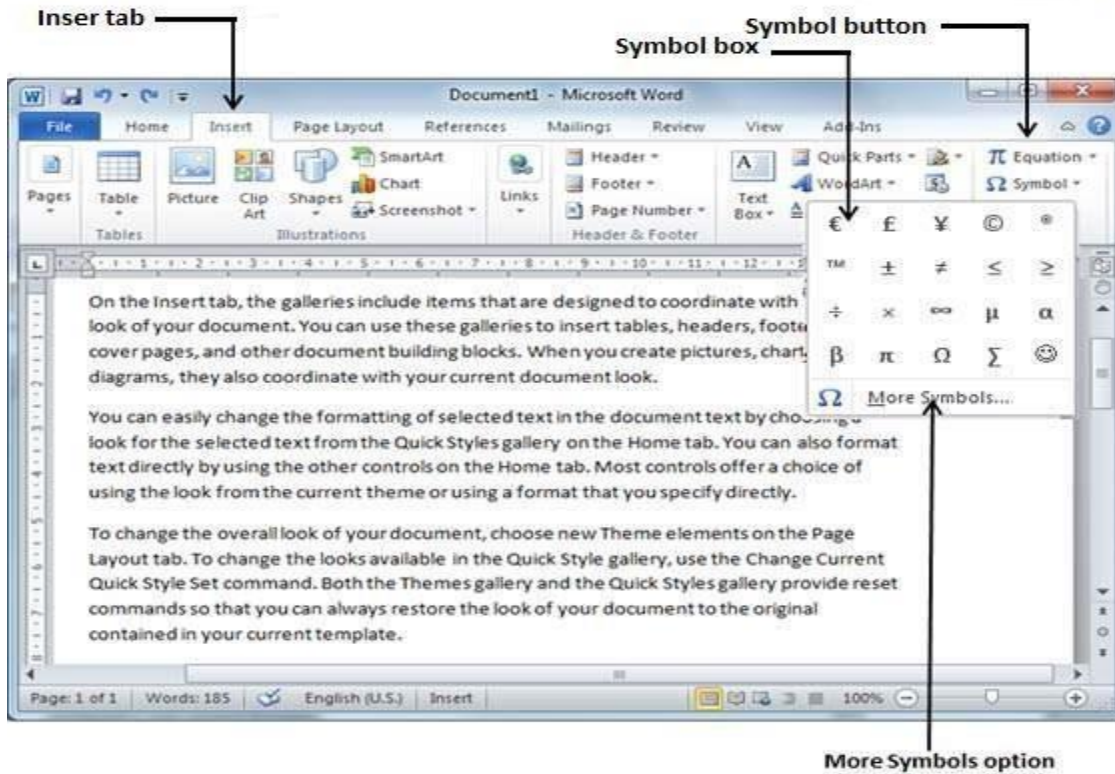 Inser tab
Symbol button
Symbol box
Document1 - Microsoft Word
File Home Insert Page Layout References Mailings Review View Add-Ins
Pages
Table
Tables
Picture
Clip
Art
Shapes
SmartArt
Chart
Screenshot
Illustrations
Links
Header
Footer
Page Number
Header & Footer
Text
Box
Quick Parts
WordArt
π Equation
Ω Symbol
€ £ ¥ © ®
™ ± ≠ ≤ ≥
÷ × ∞ µ α
β π Ω ∑ ☺
Ω More Symbols...
On the Insert tab, the galleries include items that are designed to coordinate with
look of your document. You can use these galleries to insert tables, headers,
cover pages, and other document building blocks. When you create pictures,
diagrams, they also coordinate with your current document look.
You can easily change the formatting of selected text in the document text by
look for the selected text from the Quick Styles gallery on the Home tab. You can also format
text directly by using the other controls on the Home tab. Most controls offer a choice of
using the look from the current theme or using a format that you specify directly.
To change the overall look of your document, choose new Theme elements on the Page
Layout tab. To change the looks available in the Quick Style gallery, use the Change Current
Quick Style Set command. Both the Themes gallery and the Quick Styles gallery provide reset
commands so that you can always restore the look of your document to the original
contained in your current template.
Page: 1 of 1 Words: 185 English (U.S.) Insert 100%
More Symbols option